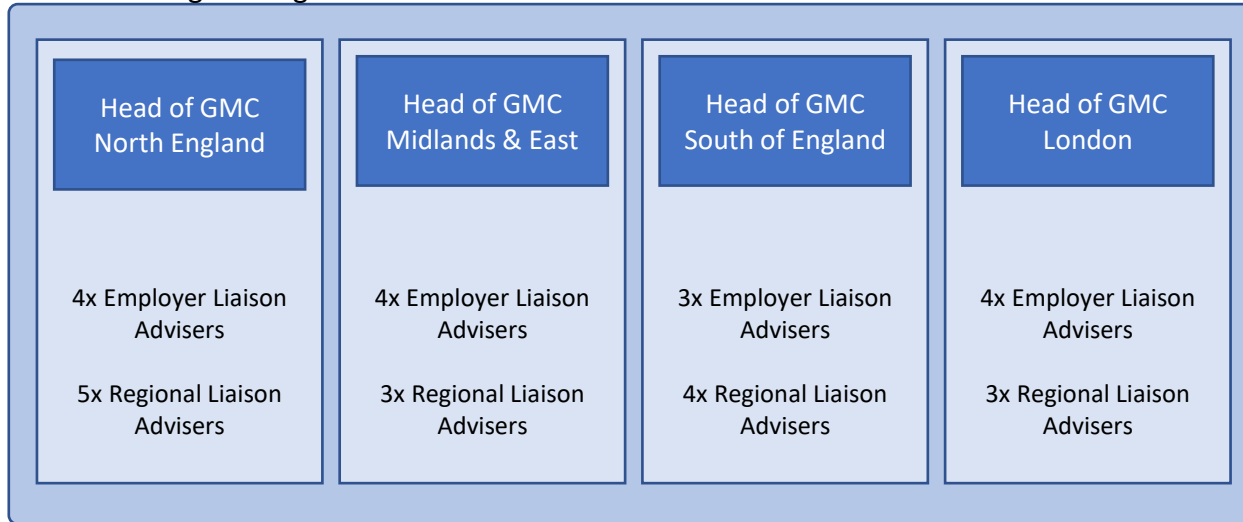 Head of GMC
North England
4x Employer Liaison
Advisers
5x Regional Liaison
Advisers
Head of GMC
Midlands & East
4x Employer Liaison
Advisers
3x Regional Liaison
Advisers
Head of GMC
South of England
3x Employer Liaison
Advisers
4x Regional Liaison
Advisers
Head of GMC
London
4x Employer Liaison
Advisers
3x Regional Liaison
Advisers